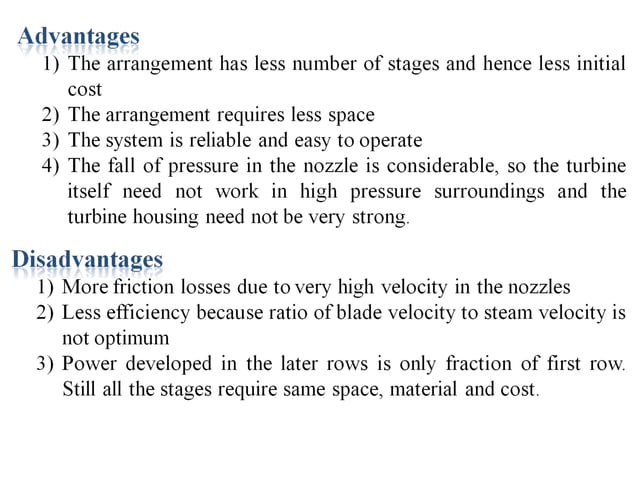 Advantages
1) The arrangement has less number of stages and hence less initial
cost
2) The arrangement requires less space
3) The system is reliable and easy to operate
4) The fall of pressure in the nozzle is considerable, so the turbine
itself need not work in high pressure surroundings and the
turbine housing need not be very strong.
Disadvantages
1) More friction losses due to very high velocity in the nozzles
2) Less efficiency because ratio of blade velocity to steam velocity is
not optimum
3) Power developed in the later rows is only fraction of first row.
Still all the stages require same space, material and cost.